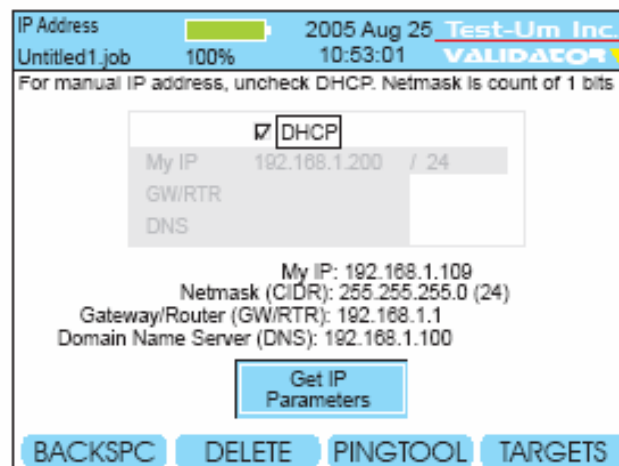 IP Address
2005 Aug 25 Test-Um Inc.
Untitled1.job 100% 10:53:01 VALIDATOR
For manual IP address, uncheck DHCP. Netmask is count of 1 bits
DHCP
My IP 192.168.1.200 / 24
GW/RTR
DNS
My IP: 192.168.1.109
Netmask (CIDR): 255.255.255.0 (24)
Gateway/Router (GW/RTR): 192.168.1.1
Domain Name Server (DNS): 192.168.1.100
Get IP
Parameters
BACKSPC DELETE PINGTOOL TARGETS